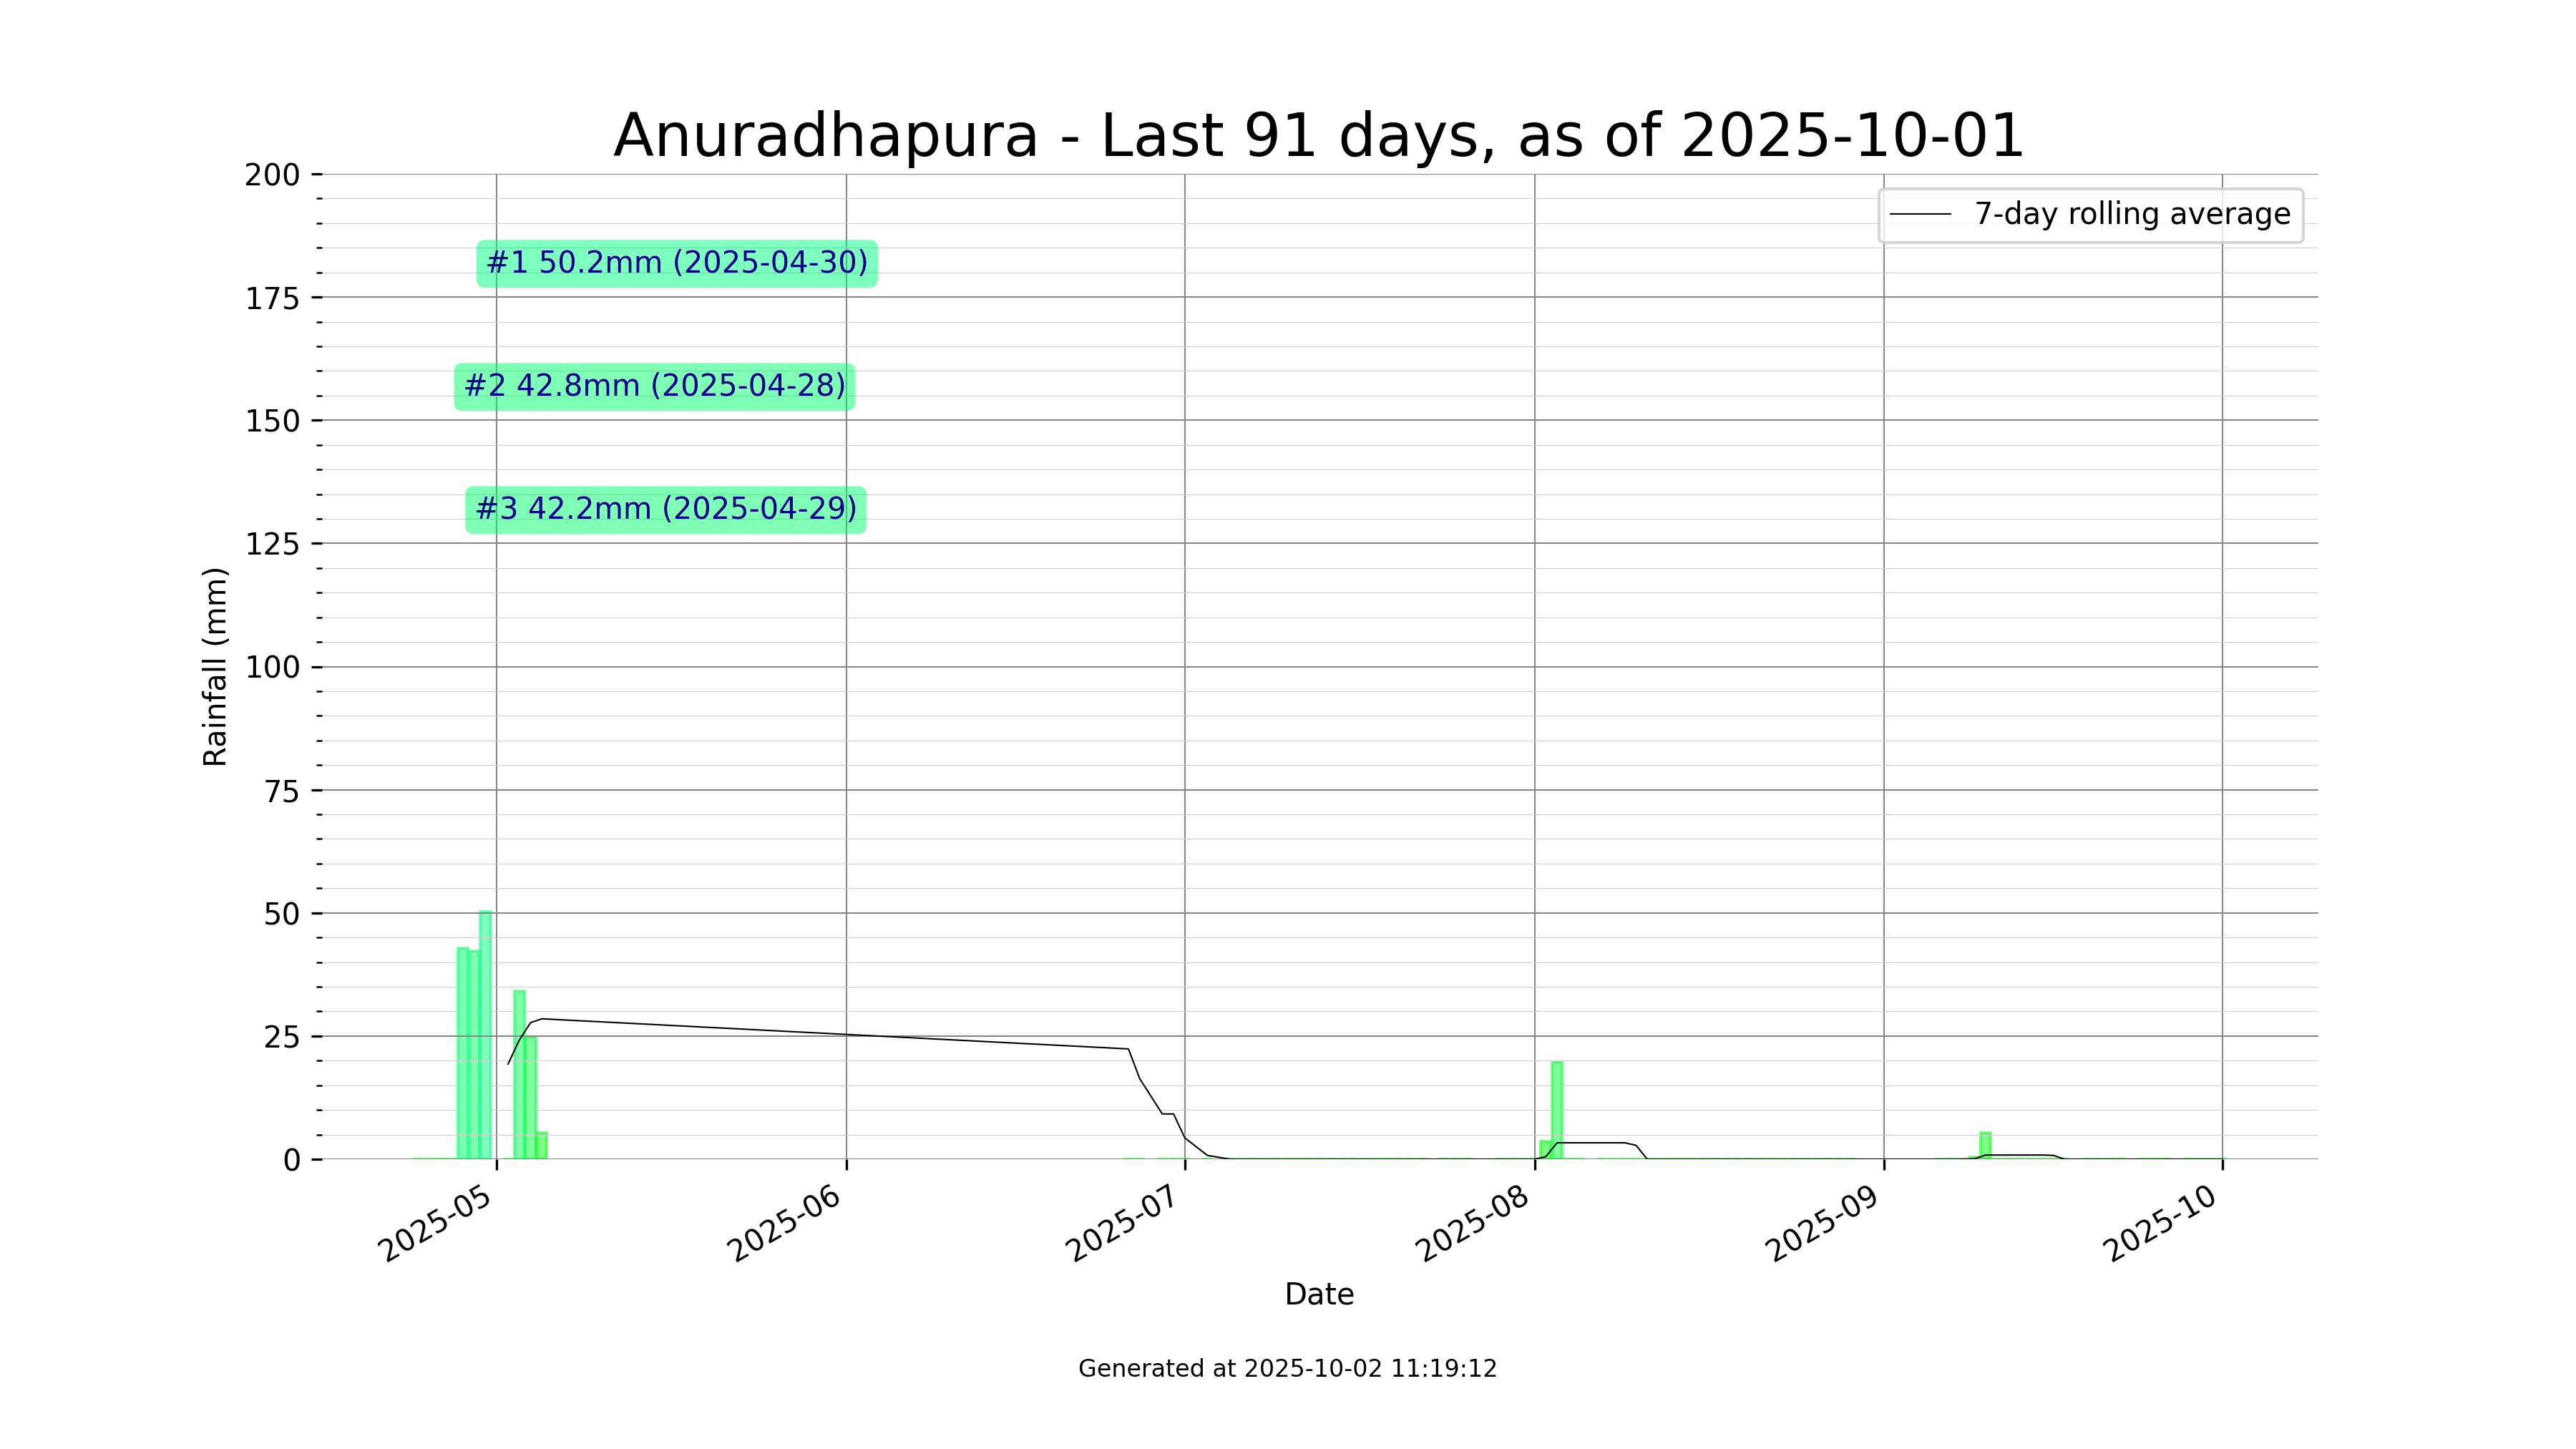 Anuradhapura - Last 91 days, as of 2025-10-01
7-day rolling average
#1 50.2mm (2025-04-30)
#2 42.8mm (2025-04-28)
#3 42.2mm (2025-04-29)
Rainfall (mm)
200
175
150
125
100
75
50
25
0
2025-05
2025-06
2025-07
2025-08
2025-09
2025-10
Date
Generated at 2025-10-02 11:19:12